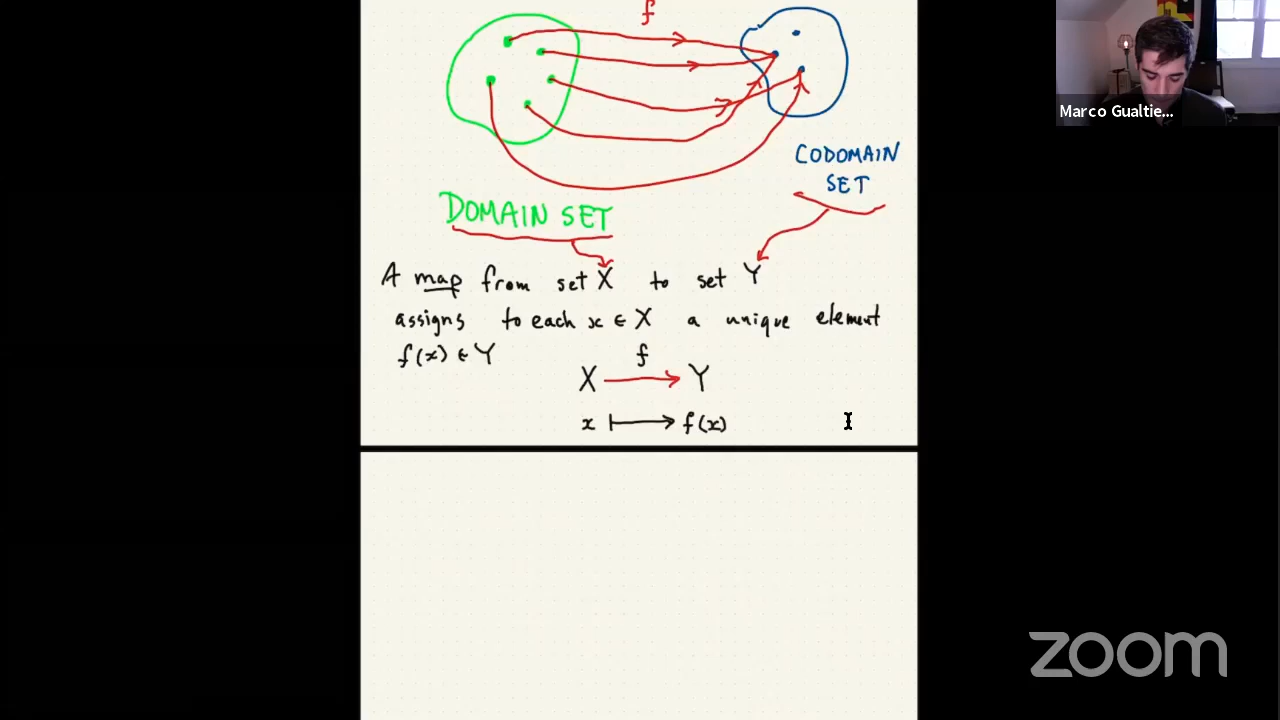 f
CODOMAIN
SET
DOMAIN SET
A map from set X to set Y
assigns to each x ∈ X a unique element
f(x) ∈ Y
f
X → Y
x ↦ f(x)
Marco Gualtie...
zoom